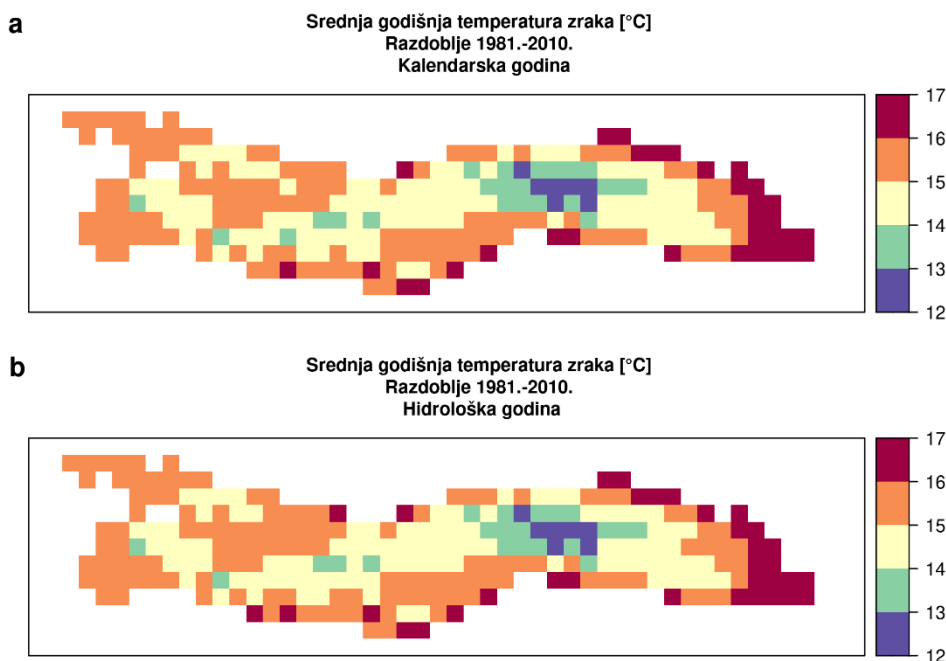 a
Srednja godišnja temperatura zraka [°C]
Razdoblje 1981.-2010.
Kalendarska godina
17
16
15
14
13
12
b
Srednja godišnja temperatura zraka [°C]
Razdoblje 1981.-2010.
Hidrološka godina
17
16
15
14
13
12